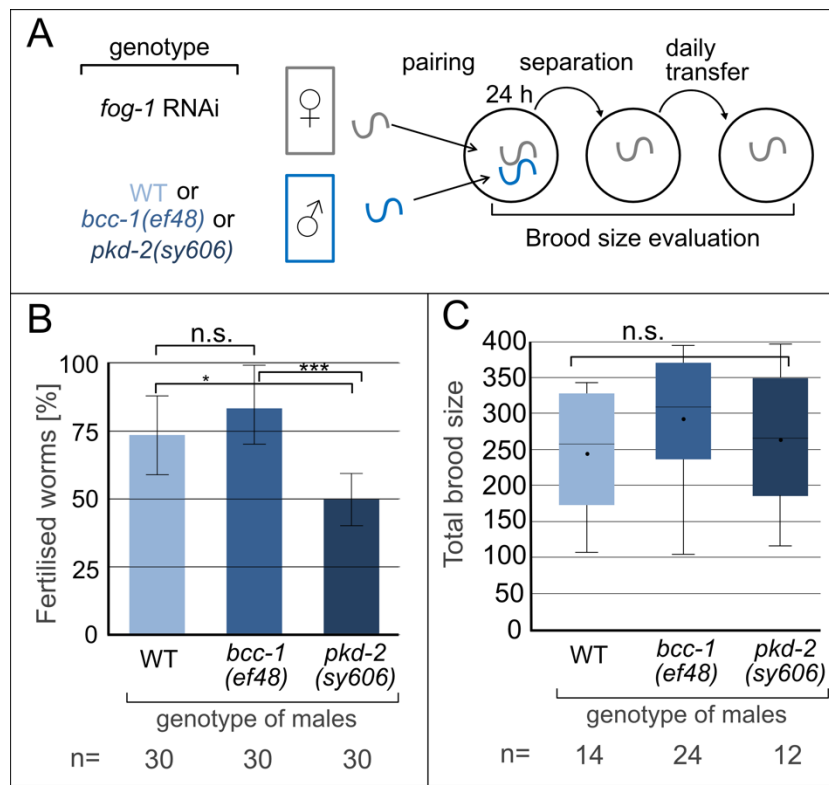 A
genotype
fog-1 RNAi
♀
WT or
bcc-1(ef48) or
pkd-2(sy606)
♂
pairing
separation
daily
transfer
24 h
Brood size evaluation
B
n.s.
*
***
Fertilised worms [%]
100
75
50
25
0
WT
bcc-1
(ef48)
pkd-2
(sy606)
genotype of males
n= 30 30 30
C
n.s.
Total brood size
400
350
300
250
200
150
100
50
0
WT
bcc-1
(ef48)
pkd-2
(sy606)
genotype of males
n= 14 24 12